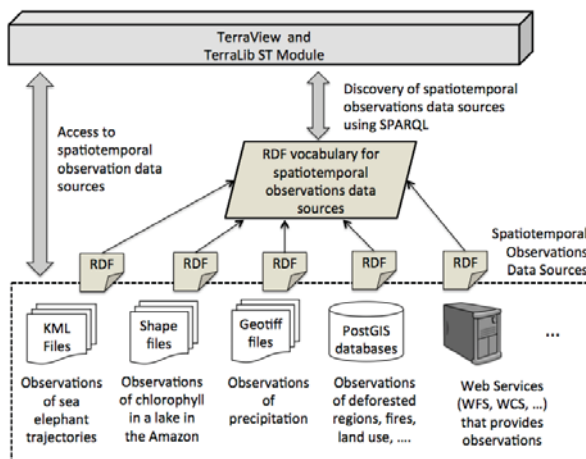 TerraView and
TerraLib ST Module
Access to
spatiotemporal
observation data
sources
Discovery of spatiotemporal
observations data sources
using SPARQL
RDF vocabulary for
spatiotemporal
observations data
sources
Spatiotemporal
Observations
Data Sources
RDF
RDF
RDF
RDF
RDF
KML
Files
Shape
files
Geotiff
files
PostGIS
databases
...
Observations
of sea
elephant
trajectories
Observations
of chlorophyll
in a lake in
the Amazon
Observations
of
precipitation
Observations
of deforested
regions, fires,
land use, ....
Web Services
(WFS, WCS, ...)
that provides
observations